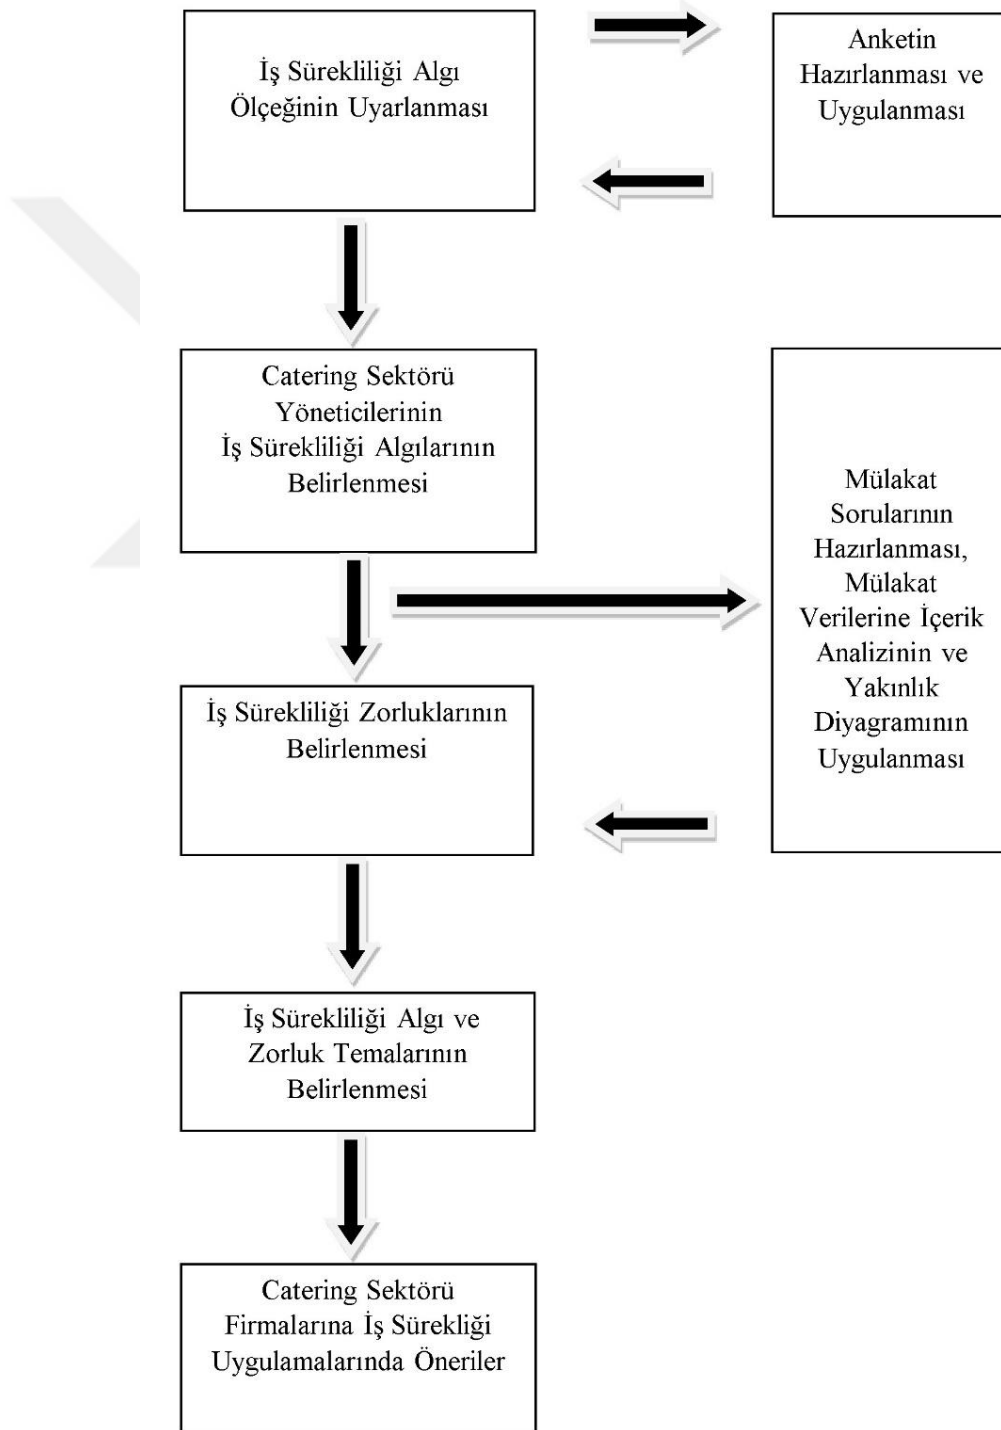 İş Sürekliliği Algı
Ölçeğinin Uyarlanması
Anketin
Hazırlanması ve
Uygulanması
Catering Sektörü
Yöneticilerinin
İş Sürekliliği Algılarının
Belirlenmesi
Mülakat
Sorularının
Hazırlanması,
Mülakat
Verilerine İçerik
Analizinin ve
Yakınlık
Diyagramının
Uygulanması
İş Sürekliliği Zorluklarının
Belirlenmesi
İş Sürekliliği Algı ve
Zorluk Temalarının
Belirlenmesi
Catering Sektörü
Firmalarına İş Sürekliği
Uygulamalarında Öneriler